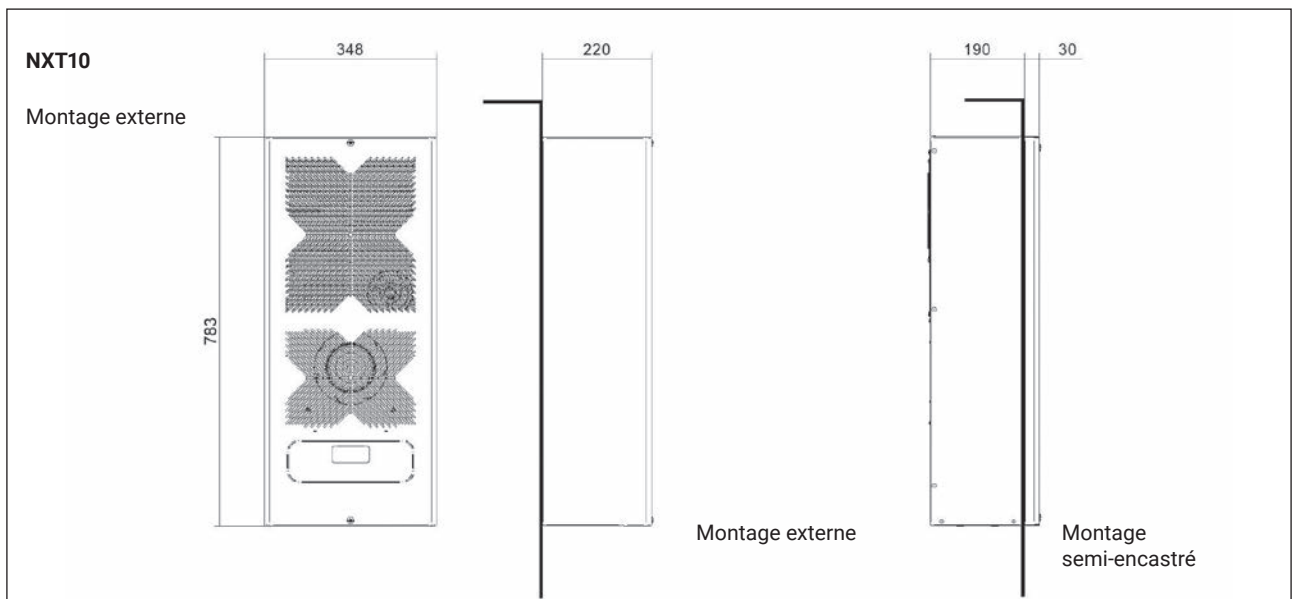 NXT10
348
220
190
30
Montage externe
783
Montage externe
Montage
semi-encastré